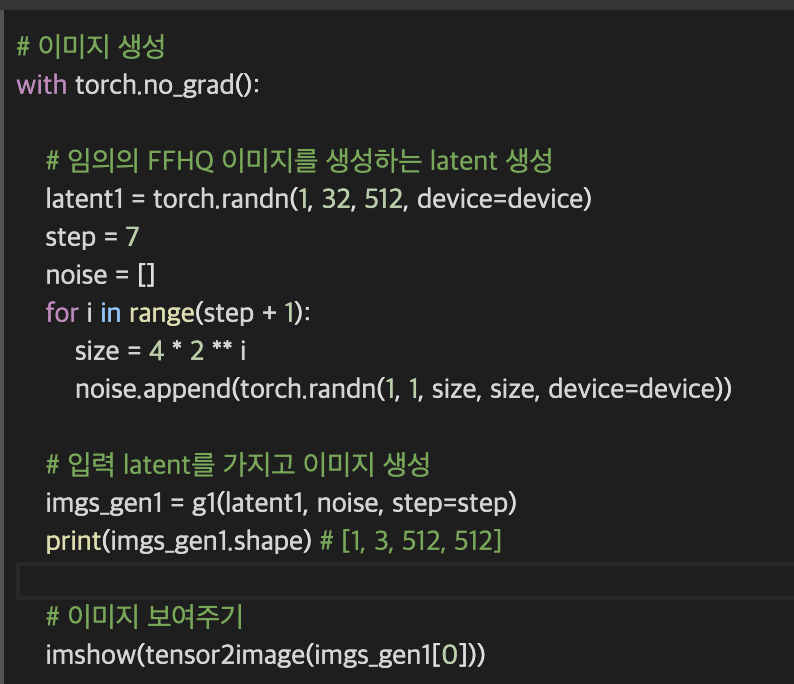 # 이미지 생성
with torch.no_grad():
# 임의의 FFHQ 이미지를 생성하는 latent 생성
latent1 = torch.randn(1, 32, 512, device=device)
step = 7
noise = []
for i in range(step + 1):
size = 4 * 2 ** i
noise.append(torch.randn(1, 1, size, size, device=device))
# 입력 latent를 가지고 이미지 생성
imgs_gen1 = g1(latent1, noise, step=step)
print(imgs_gen1.shape) # [1, 3, 512, 512]
# 이미지 보여주기
imshow(tensor2image(imgs_gen1[0]))